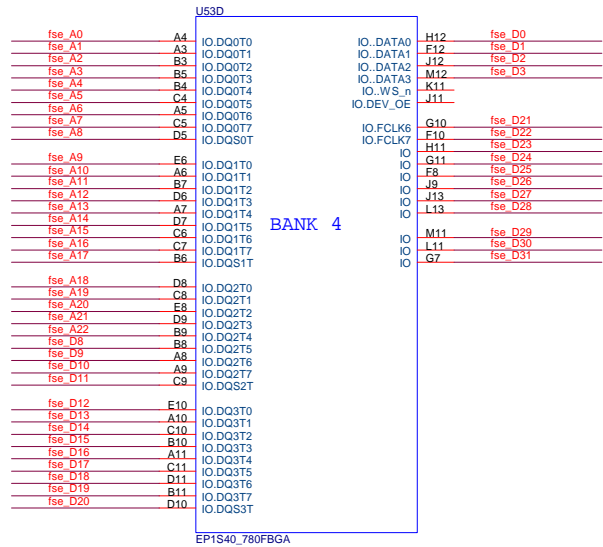 U53D
fse_A0 A4 IO.DQ0T0
fse_A1 A3 IO.DQ0T1
fse_A2 B3 IO.DQ0T2
fse_A3 B5 IO.DQ0T3
fse_A4 B4 IO.DQ0T4
fse_A5 C4 IO.DQ0T5
fse_A6 A5 IO.DQ0T6
fse_A7 C5 IO.DQ0T7
fse_A8 D5 IO.DQS0T
fse_A9 E6 IO.DQ1T0
fse_A10 A6 IO.DQ1T1
fse_A11 B7 IO.DQ1T2
fse_A12 D6 IO.DQ1T3
fse_A13 A7 IO.DQ1T4
fse_A14 D7 IO.DQ1T5
fse_A15 C6 IO.DQ1T6
fse_A16 C7 IO.DQ1T7
fse_A17 B6 IO.DQS1T
fse_A18 D8 IO.DQ2T0
fse_A19 C8 IO.DQ2T1
fse_A20 E8 IO.DQ2T2
fse_A21 D9 IO.DQ2T3
fse_A22 B9 IO.DQ2T4
fse_D8 B8 IO.DQ2T5
fse_D9 A8 IO.DQ2T6
fse_D10 A9 IO.DQ2T7
fse_D11 C9 IO.DQS2T
fse_D12 E10 IO.DQ3T0
fse_D13 A10 IO.DQ3T1
fse_D14 C10 IO.DQ3T2
fse_D15 B10 IO.DQ3T3
fse_D16 A11 IO.DQ3T4
fse_D17 C11 IO.DQ3T5
fse_D18 D11 IO.DQ3T6
fse_D19 B11 IO.DQ3T7
fse_D20 D10 IO.DQS3T
BANK 4
IO..DATA0 H12 fse_D0
IO..DATA1 F12 fse_D1
IO..DATA2 J12 fse_D2
IO..DATA3 M12 fse_D3
IO..WS_n K11
IO.DEV_OE J11
IO.FCLK6 G10 fse_D21
IO.FCLK7 F10 fse_D22
IO H11 fse_D23
IO G11 fse_D24
IO F8 fse_D25
IO J9 fse_D26
IO J13 fse_D27
IO L13 fse_D28
IO M11 fse_D29
IO L11 fse_D30
IO G7 fse_D31
EP1S40_780FBGA